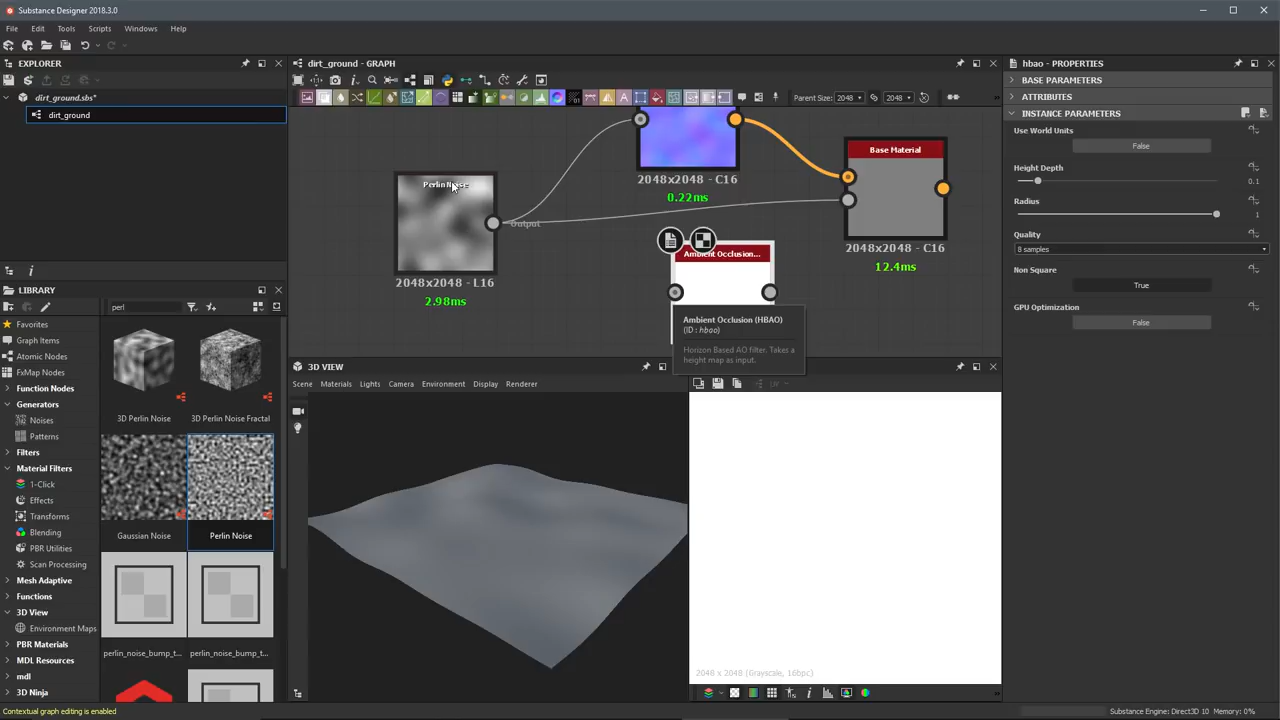 Substance Designer 2018.3.0
File Edit Tools Scripts Windows Help
EXPLORER
dirt_ground.sbs*
dirt_ground
LIBRARY
perl
Favorites
Graph Items
Atomic Nodes
FxMap Nodes
Function Nodes
Generators
Noises
Patterns
Filters
Material Filters
1-Click
Effects
Transforms
Blending
PBR Utilities
Scan Processing
Mesh Adaptive
Functions
3D View
Environment Maps
PBR Materials
MDL Resources
mdl
3D Ninja
3D Perlin Noise
3D Perlin Noise Fractal
Gaussian Noise
Perlin Noise
perlin_noise_bump_t...
perlin_noise_bump_t...
dirt_ground - GRAPH
Parent Size: 2048
2048
Perlin Noise
Output
2048x2048 - L16
2.98ms
2048x2048 - C16
0.22ms
Base Material
2048x2048 - C16
12.4ms
Ambient Occlusion...
Ambient Occlusion (HBAO)
(ID : hbao)
Horizon Based AO filter. Takes a
height map as input.
3D VIEW
Scene Materials Lights Camera Environment Display Renderer
2048 x 2048 (Grayscale, 16bpc)
hbao - PROPERTIES
BASE PARAMETERS
ATTRIBUTES
INSTANCE PARAMETERS
Use World Units
False
Height Depth
0.1
Radius
1
Quality
8 samples
Non Square
True
GPU Optimization
False
Contextual graph editing is enabled
Substance Engine: Direct3D 10 Memory: 0%